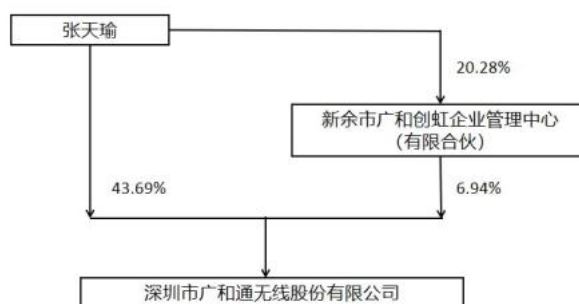 张天瑜
20.28%
新余市广和创虹企业管理中心
（有限合伙）
43.69%
6.94%
深圳市广和通无线股份有限公司